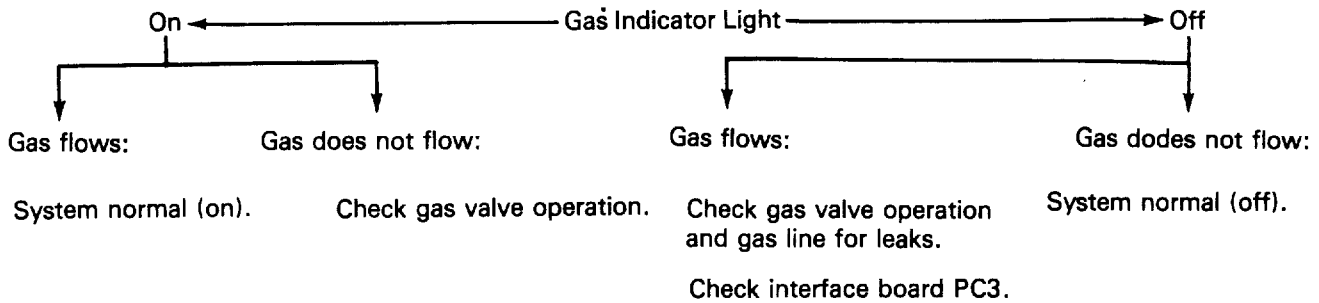 On Gas Indicator Light Off
Gas flows: Gas does not flow: Gas flows: Gas dodes not flow:
System normal (on). Check gas valve operation. Check gas valve operation and gas line for leaks. System normal (off).
Check interface board PC3.